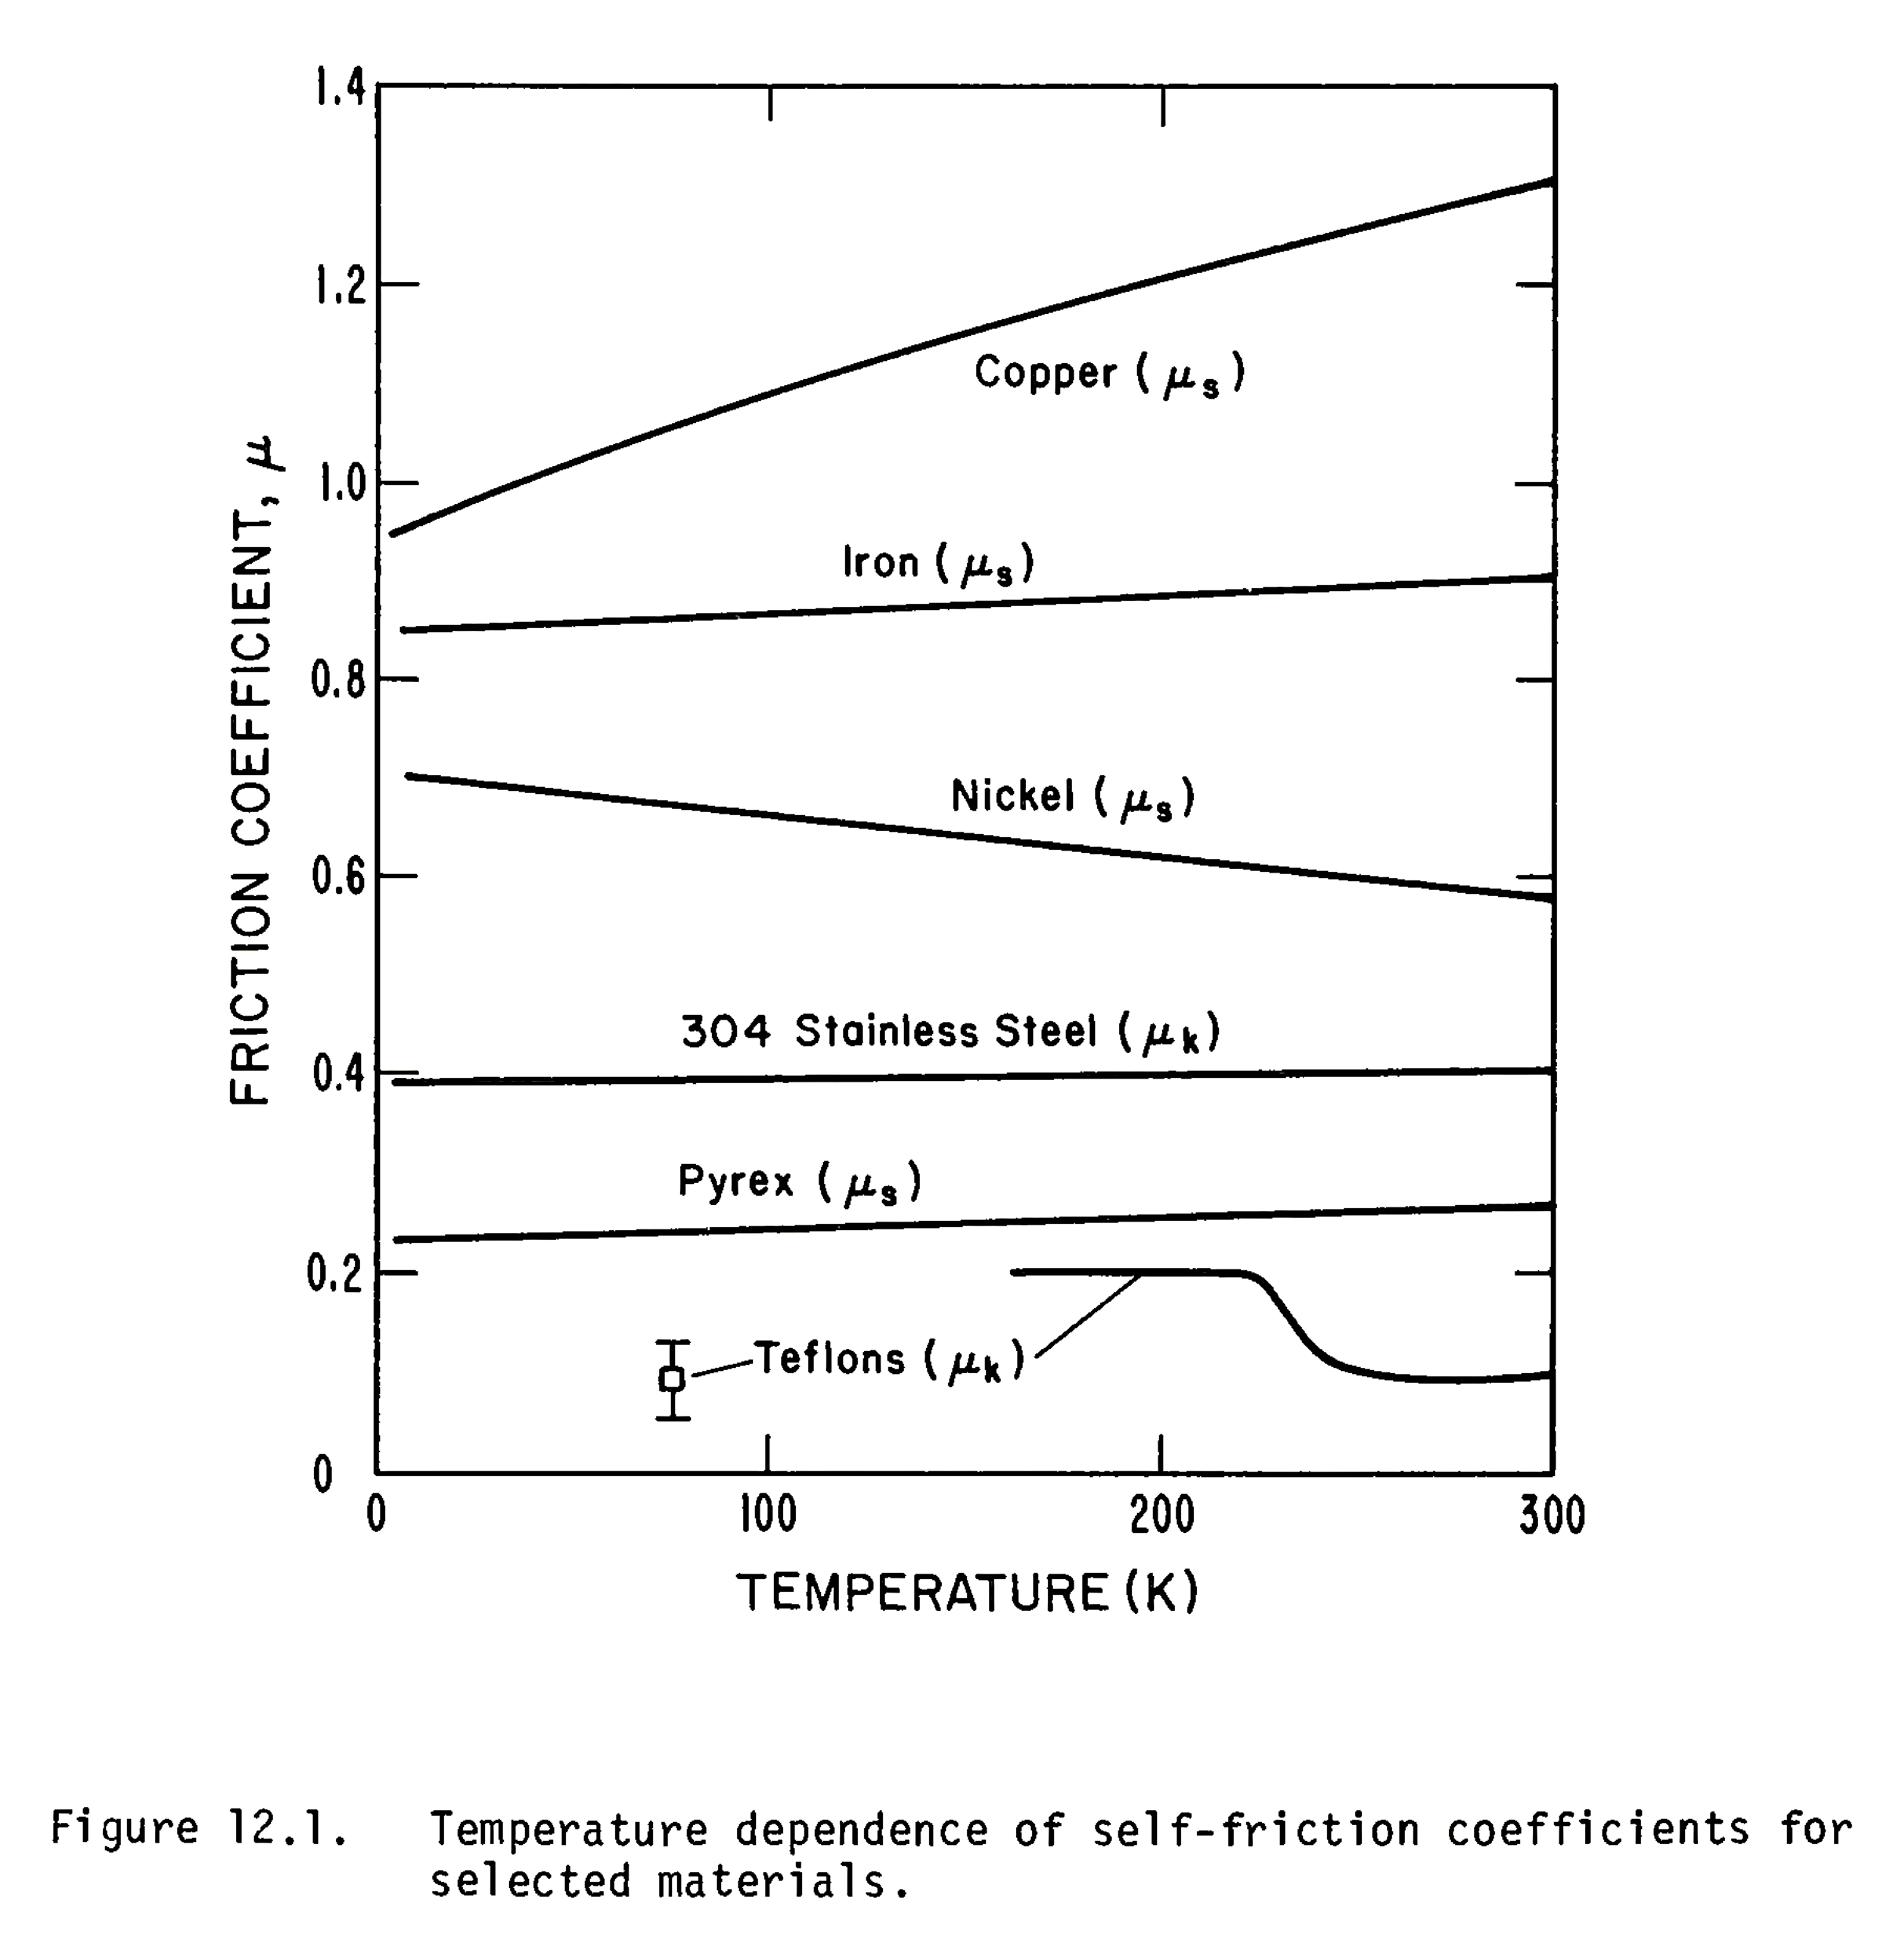 1.4
1.2
1.0
0.8
0.6
0.4
0.2
0
FRICTION COEFFICIENT, μ
Copper (μs)
Iron (μs)
Nickel (μs)
304 Stainless Steel (μk)
Pyrex (μs)
Teflons (μk)
0 100 200 300
TEMPERATURE (K)
Figure 12.1. Temperature dependence of self-friction coefficients for
selected materials.